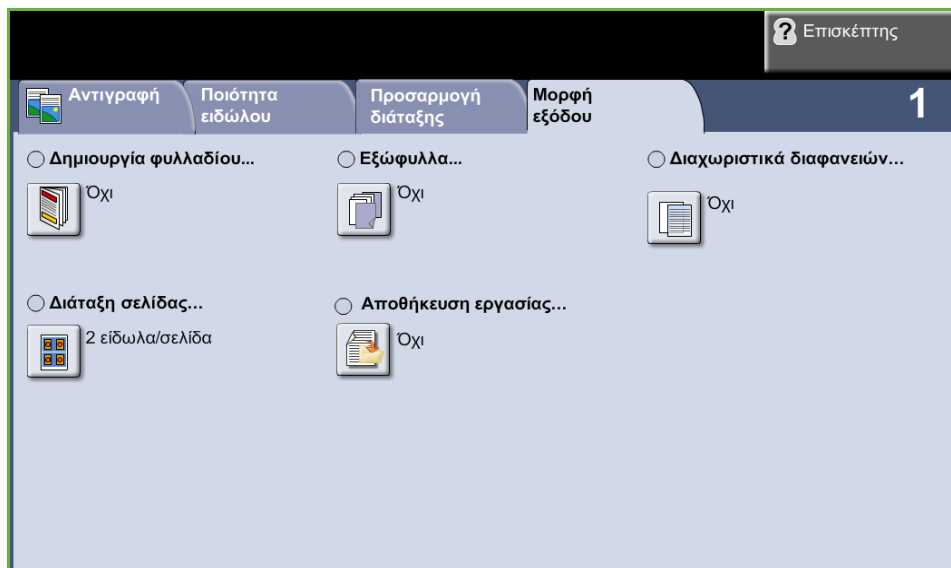 Επισκέπτης
Αντιγραφή
Ποιότητα
ειδώλου
Προσαρμογή
διάταξης
Μορφή
εξόδου
1
Δημιουργία φυλλαδίου...
Όχι
Εξώφυλλα...
Όχι
Διαχωριστικά διαφανειών...
Όχι
Διάταξη σελίδας...
2 είδωλα/σελίδα
Αποθήκευση εργασίας...
Όχι